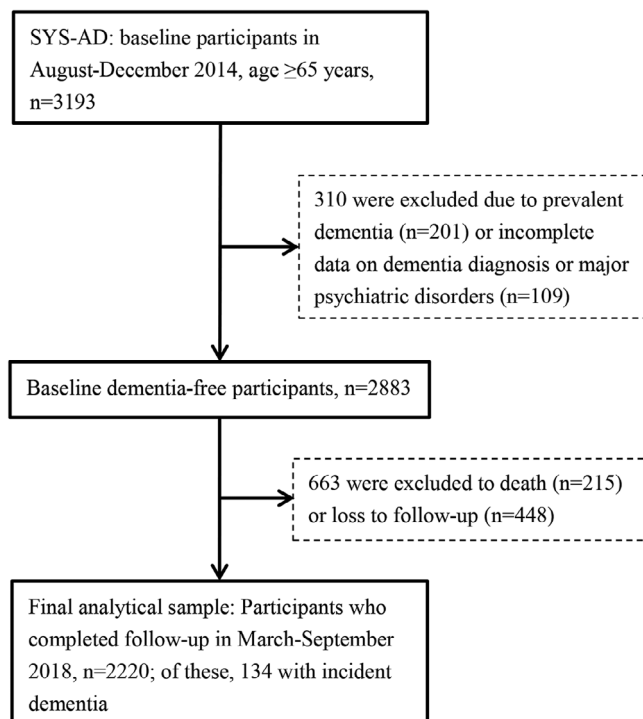 SYS-AD: baseline participants in
August-December 2014, age ≥65 years,
n=3193
310 were excluded due to prevalent
dementia (n=201) or incomplete
data on dementia diagnosis or major
psychiatric disorders (n=109)
Baseline dementia-free participants, n=2883
663 were excluded to death (n=215)
or loss to follow-up (n=448)
Final analytical sample: Participants who
completed follow-up in March-September
2018, n=2220; of these, 134 with incident
dementia